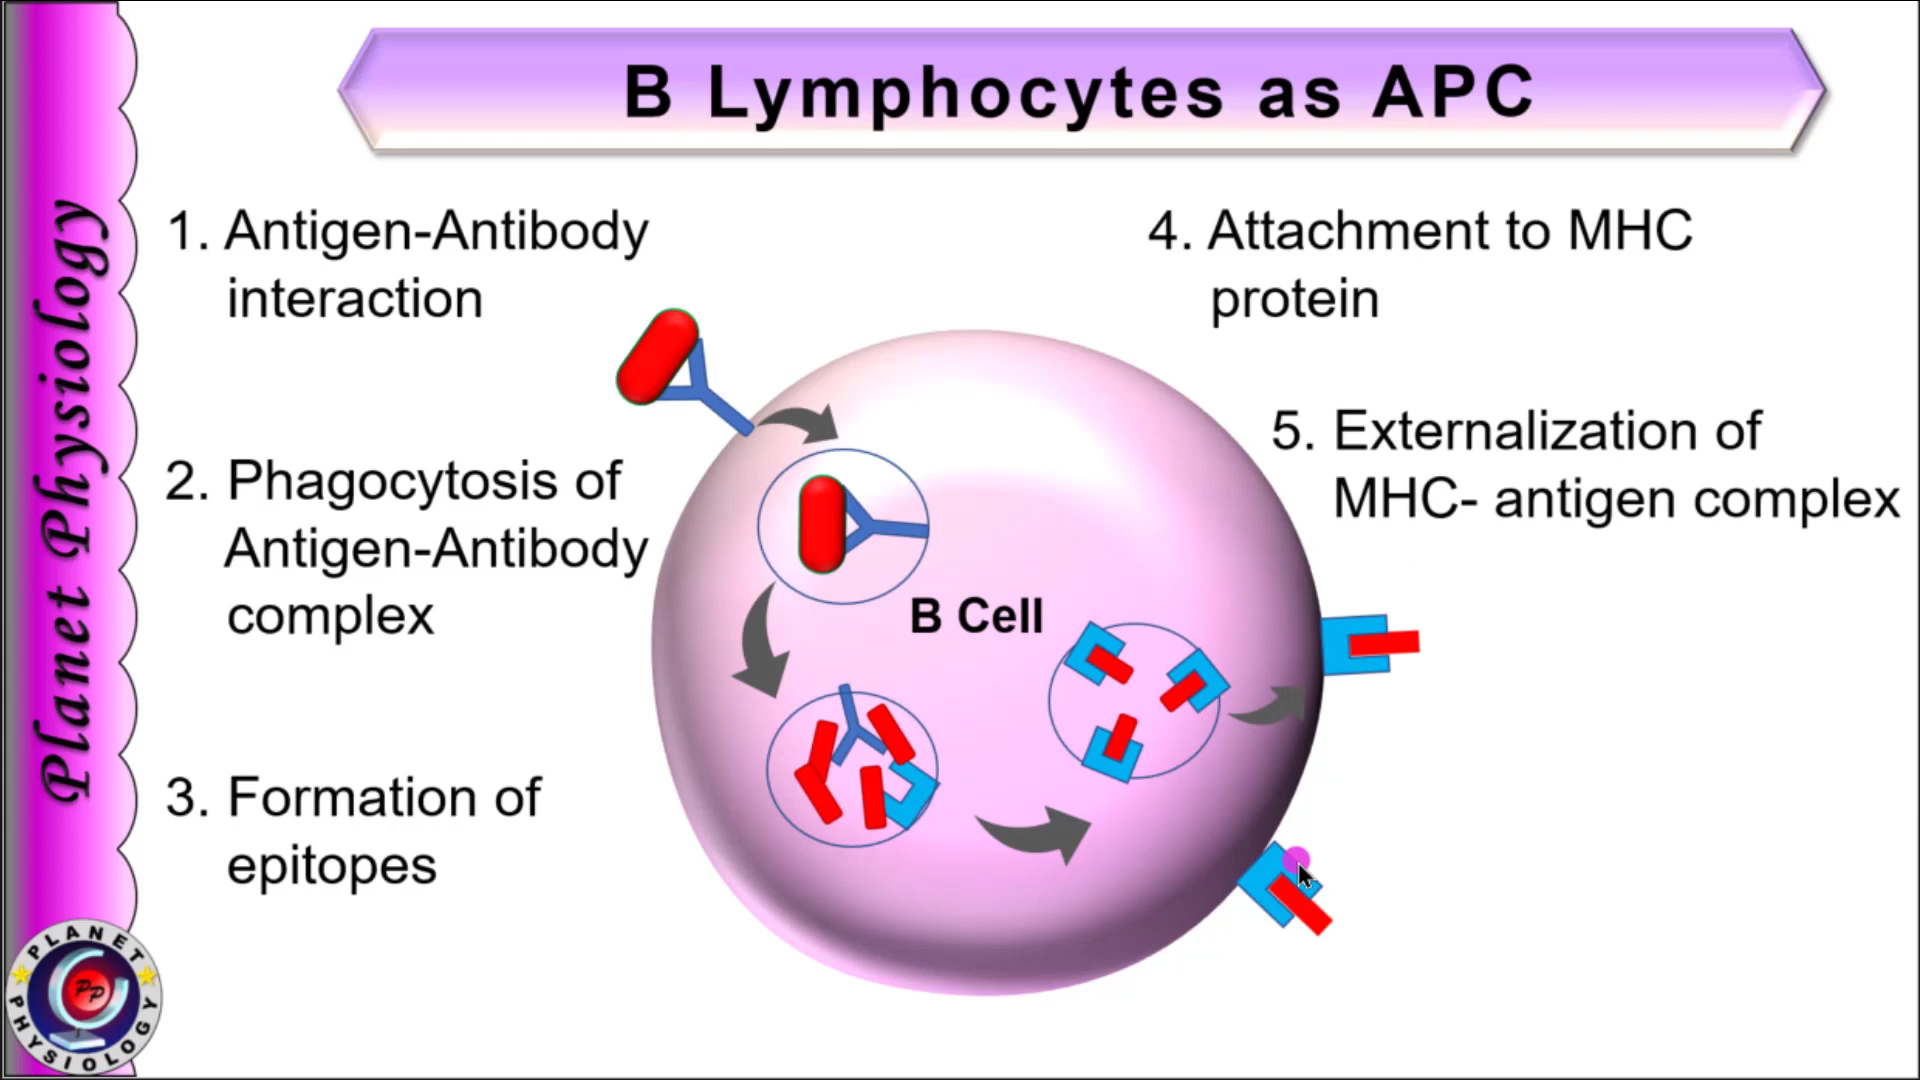 B Lymphocytes as APC
1. Antigen-Antibody
interaction
2. Phagocytosis of
Antigen-Antibody
complex
3. Formation of
epitopes
4. Attachment to MHC
protein
5. Externalization of
MHC- antigen complex
B Cell
Planet Physiology
PLANET
PHYSIOLOGY
PP